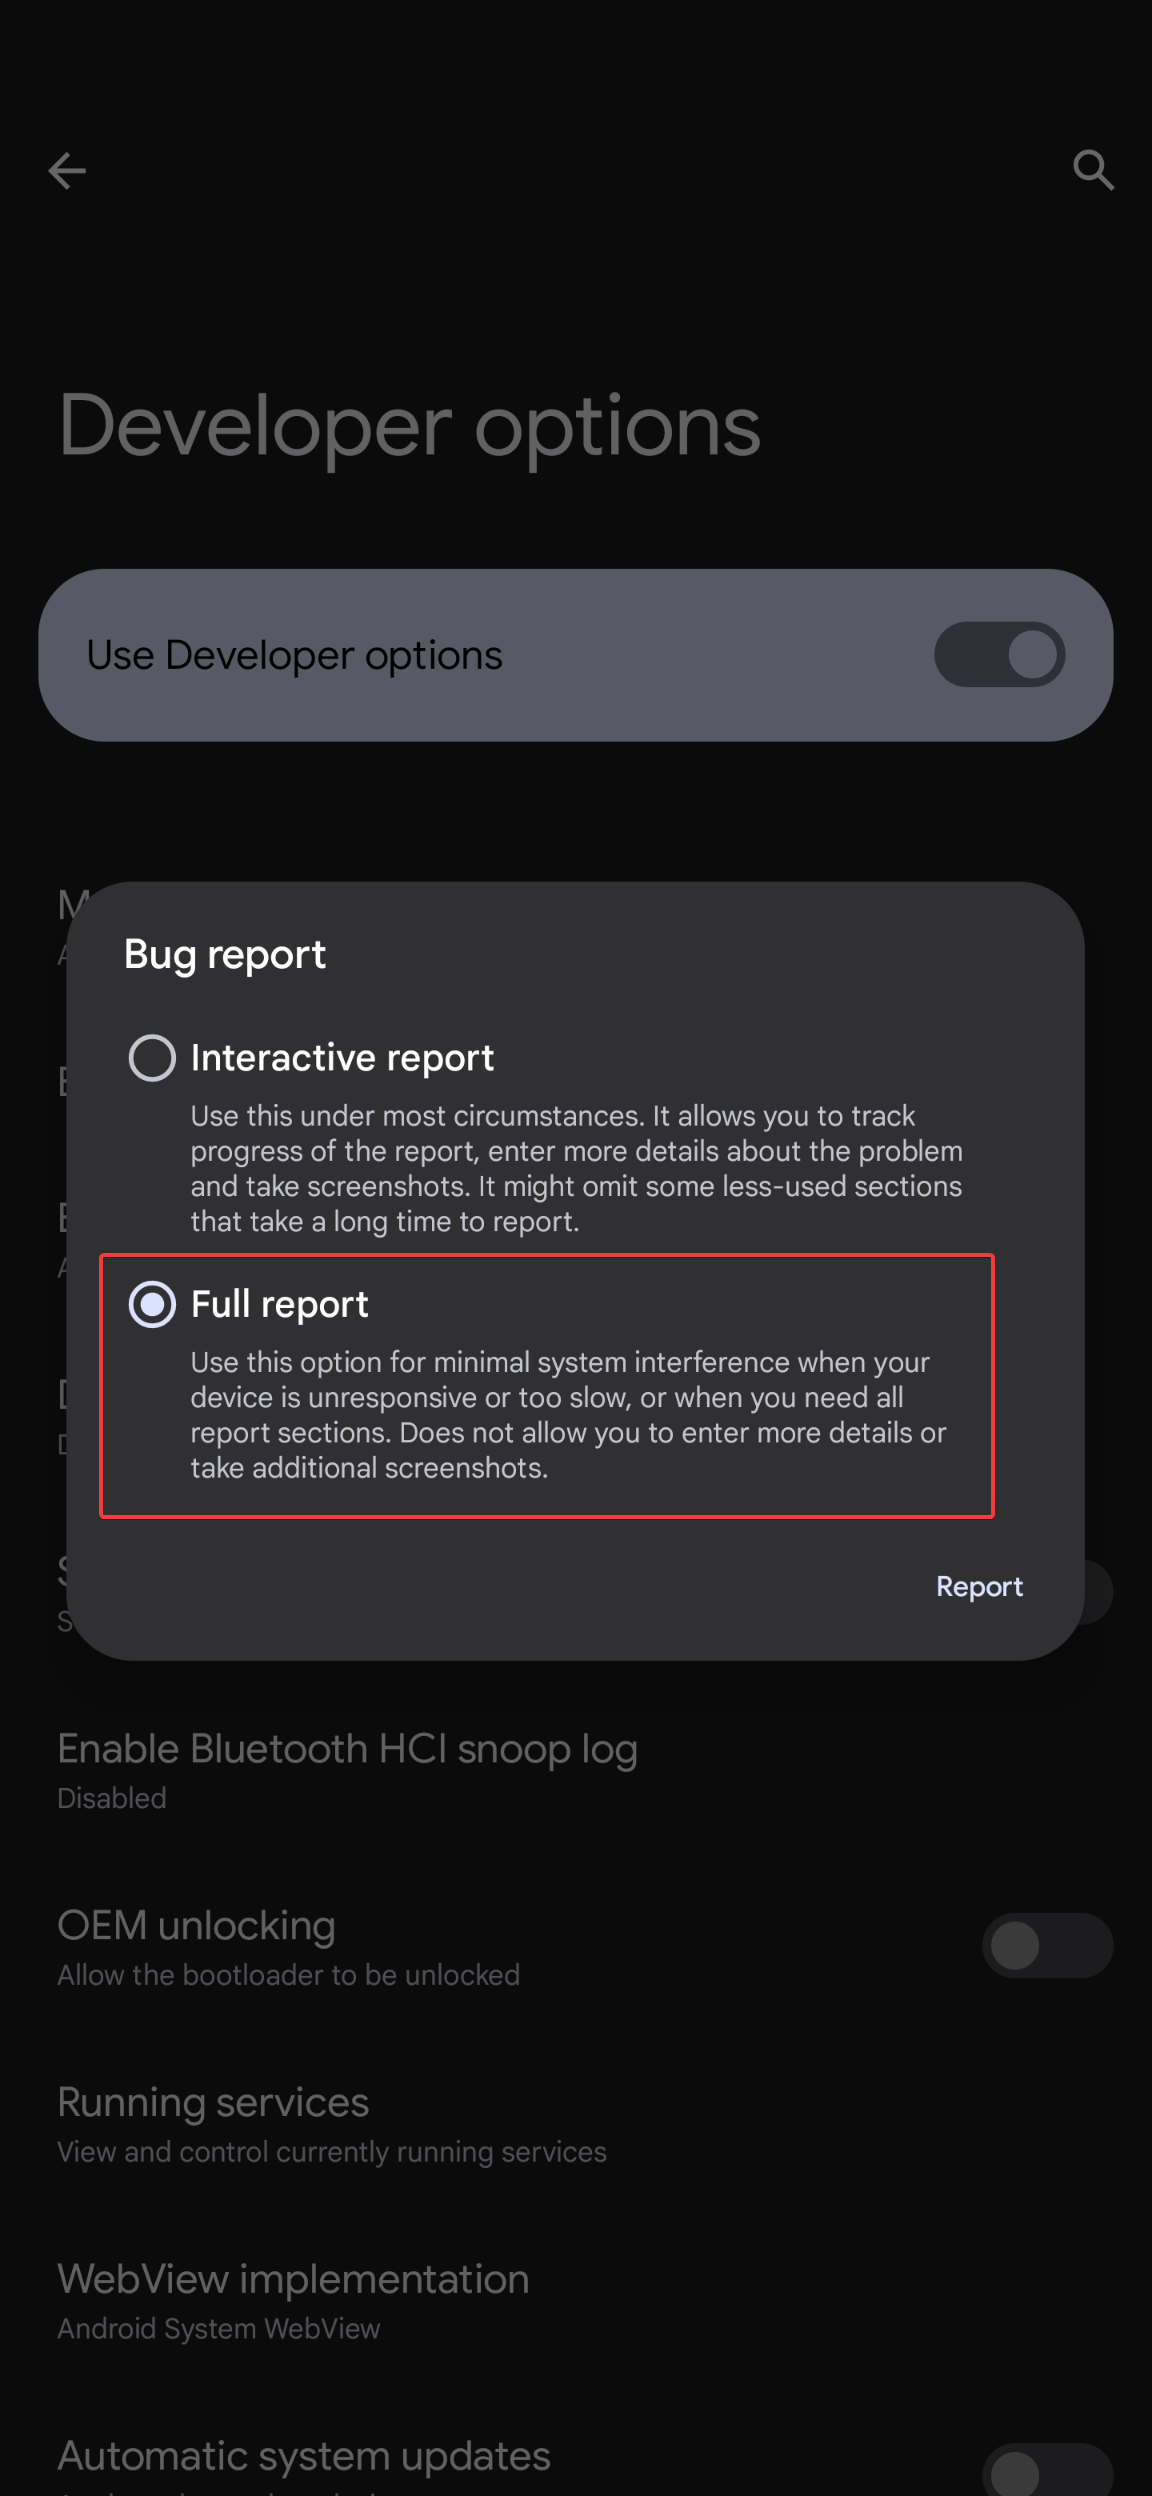 Developer options
Use Developer options
Bug report
Interactive report
Use this under most circumstances. It allows you to track
progress of the report, enter more details about the problem
and take screenshots. It might omit some less-used sections
that take a long time to report.
Full report
Use this option for minimal system interference when your
device is unresponsive or too slow, or when you need all
report sections. Does not allow you to enter more details or
take additional screenshots.
Report
Enable Bluetooth HCI snoop log
Disabled
OEM unlocking
Allow the bootloader to be unlocked
Running services
View and control currently running services
WebView implementation
Android System WebView
Automatic system updates